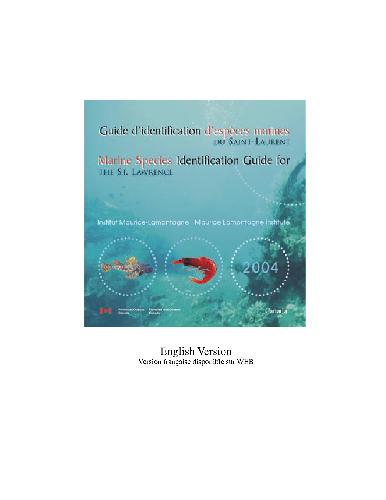 Guide d'identification d'espèces marines
DU SAINT-LAURENT
Marine Species Identification Guide for
THE ST. LAWRENCE
Institut Maurice-Lamontagne Maurice Lamontagne Institute
2004
English Version
Version française disponible sur WEB